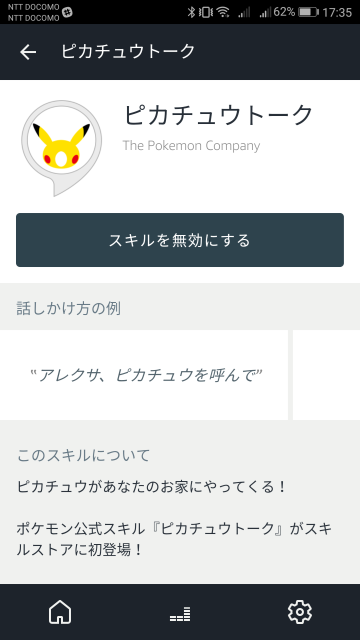 NTT DOCOMO
NTT DOCOMO
62% 17:35
ピカチュウトーク
ピカチュウトーク
The Pokemon Company
スキルを無効にする
話しかけ方の例
"アレクサ、ピカチュウを呼んで"
このスキルについて
ピカチュウがあなたのお家にやってくる！
ポケモン公式スキル『ピカチュウトーク』がスキ
ルストアに初登場！